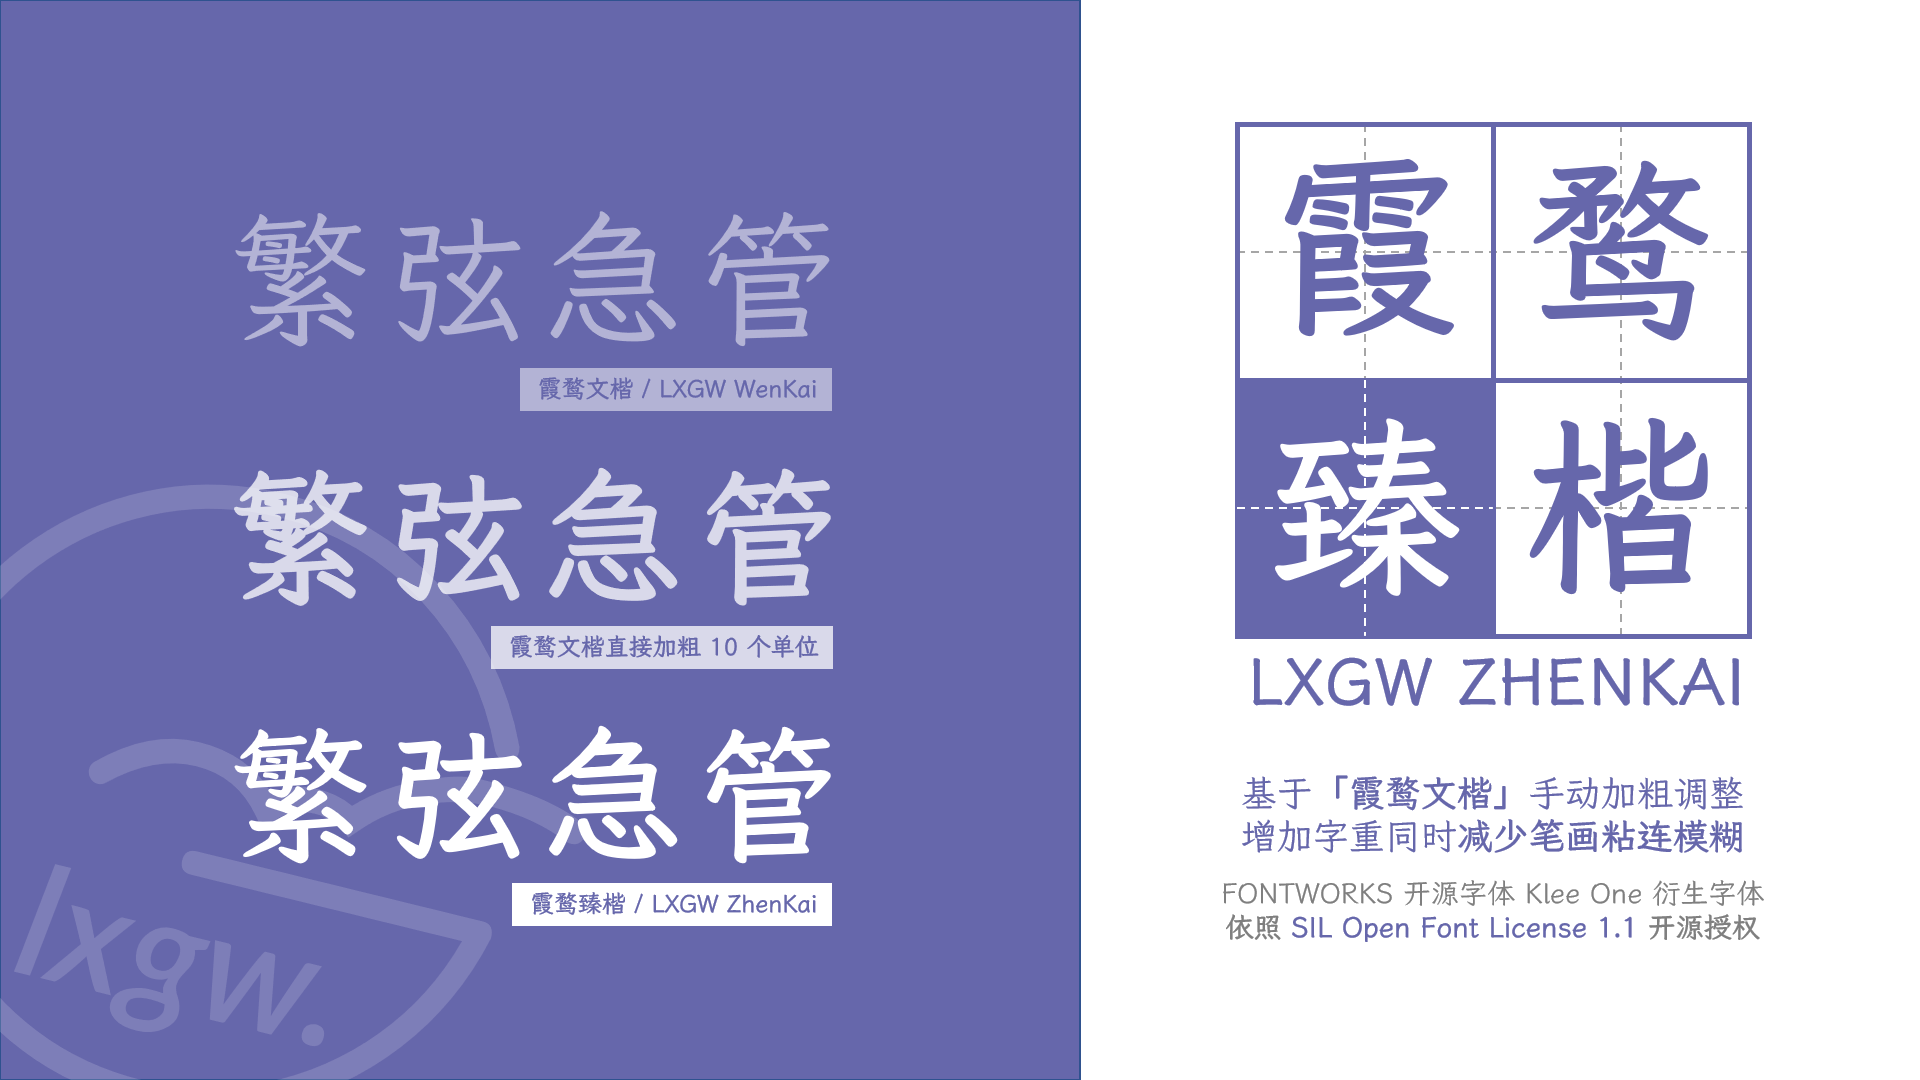 繁弦急管
霞鹜文楷 / LXGW WenKai
繁弦急管
霞鹜文楷直接加粗 10 个单位
繁弦急管
霞鹜臻楷 / LXGW ZhenKai
lxgw.
霞鹜
臻楷
LXGW ZHENKAI
基于「霞鹜文楷」手动加粗调整
增加字重同时减少笔画粘连模糊
FONTWORKS 开源字体 Klee One 衍生字体
依照 SIL Open Font License 1.1 开源授权